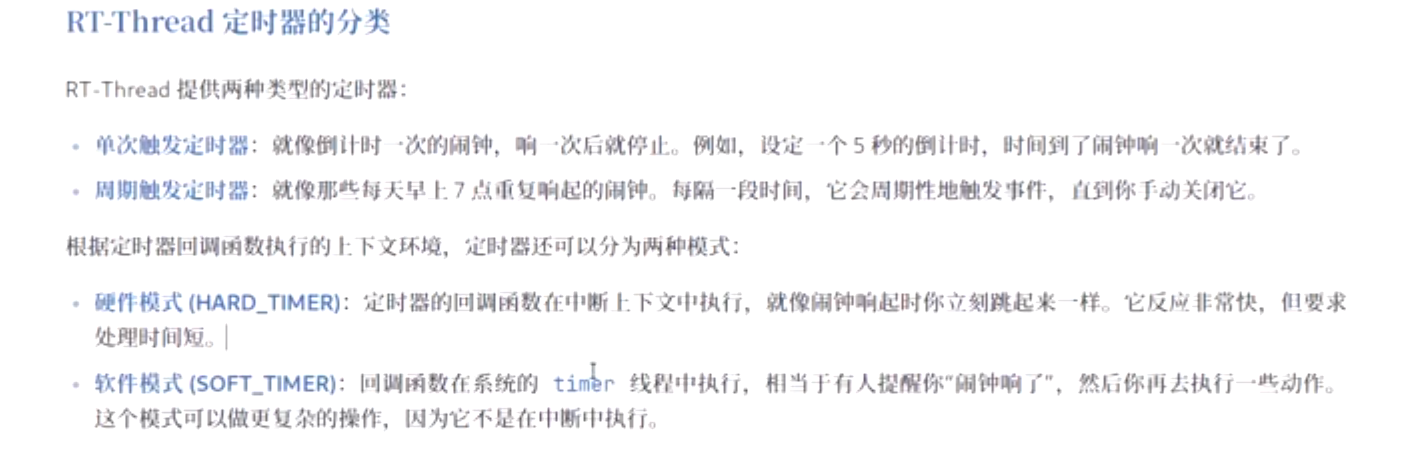 RT-Thread 定时器的分类
RT-Thread 提供两种类型的定时器：
• 单次触发定时器：就像倒计时一次的闹钟，响一次后就停止。例如，设定一个 5 秒的倒计时，时间到了闹钟响一次就结束了。
• 周期触发定时器：就像那些每天早上 7 点重复响起的闹钟。每隔一段时间，它会周期性地触发事件，直到你手动关闭它。
根据定时器回调函数执行的上下文环境，定时器还可以分为两种模式：
• 硬件模式 (HARD_TIMER)：定时器的回调函数在中断上下文中执行，就像闹钟响起时你立刻跳起来一样。它反应非常快，但要求
处理时间短。
• 软件模式 (SOFT_TIMER)：回调函数在系统的 timer 线程中执行，相当于有人提醒你“闹钟响了”，然后你再去执行一些动作。
这个模式可以做更复杂的操作，因为它不是在中断中执行。